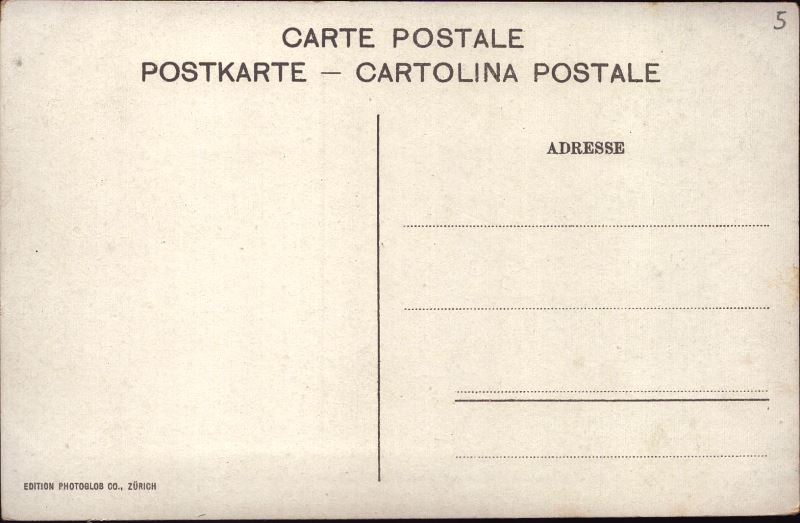 5
CARTE POSTALE
POSTKARTE — CARTOLINA POSTALE
ADRESSE
EDITION PHOTOGLOB CO., ZÜRICH